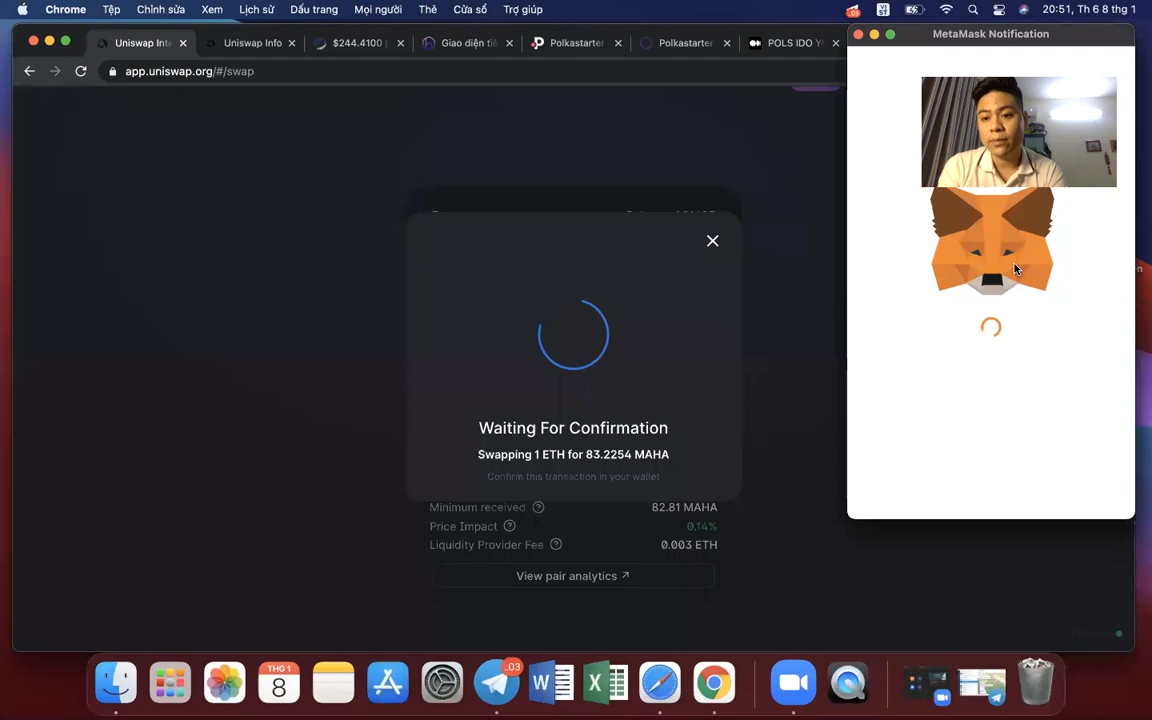 Chrome Tệp Chỉnh sửa Xem Lịch sử Dấu trang Mọi người Thẻ Cửa sổ Trợ giúp
.03 VI ST 20:51, Th 6 8 thg 1
Uniswap Int Uniswap Info $244.4100 | Giao diện tiề Polkastarter Polkastarter POLS IDO
MetaMask Notification
app.uniswap.org/#/swap
Waiting For Confirmation
Swapping 1 ETH for 83.2254 MAHA
Confirm this transaction in your wallet
Minimum received ? 82.81 MAHA
Price Impact ? 0.14%
Liquidity Provider Fee ? 0.003 ETH
View pair analytics ↗
THG 1
8
..03
W
X